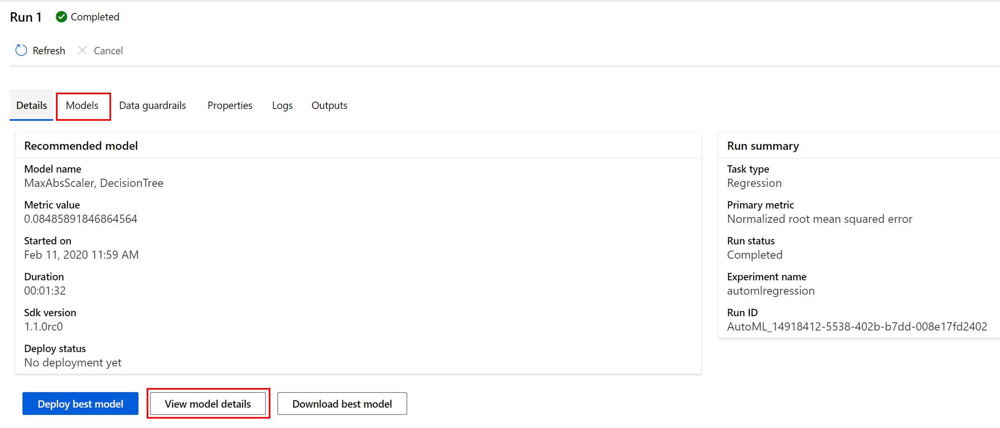 Run 1 Completed
Refresh Cancel
Details Models Data guardrails Properties Logs Outputs
Recommended model
Model name
MaxAbsScaler, DecisionTree
Metric value
0.08485891846864564
Started on
Feb 11, 2020 11:59 AM
Duration
00:01:32
Sdk version
1.1.0rc0
Deploy status
No deployment yet
Deploy best model View model details Download best model
Run summary
Task type
Regression
Primary metric
Normalized root mean squared error
Run status
Completed
Experiment name
automlregression
Run ID
AutoML_14918412-5538-402b-b7dd-008e17fd2402